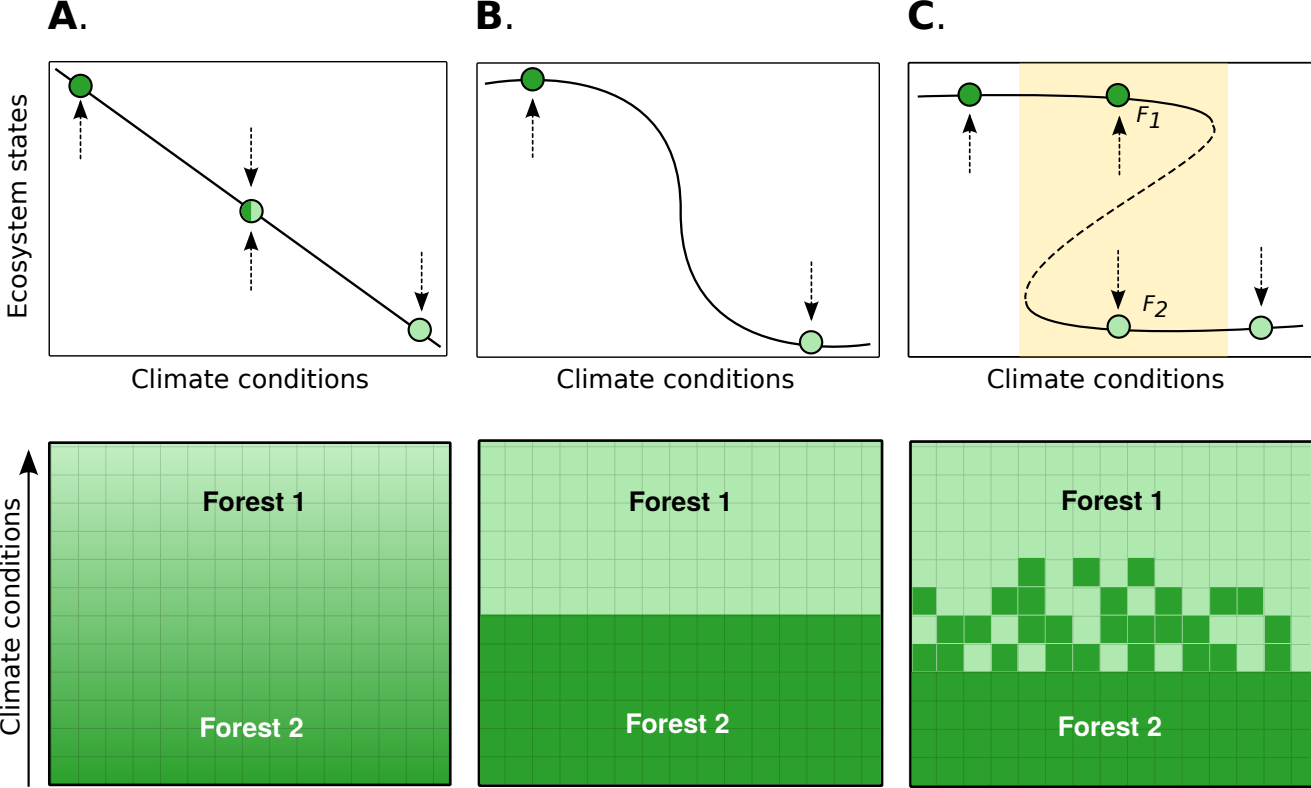 A.
B.
C.
Ecosystem states
F1
F2
Climate conditions
Climate conditions
Climate conditions
Climate conditions
Forest 1
Forest 1
Forest 1
Forest 2
Forest 2
Forest 2